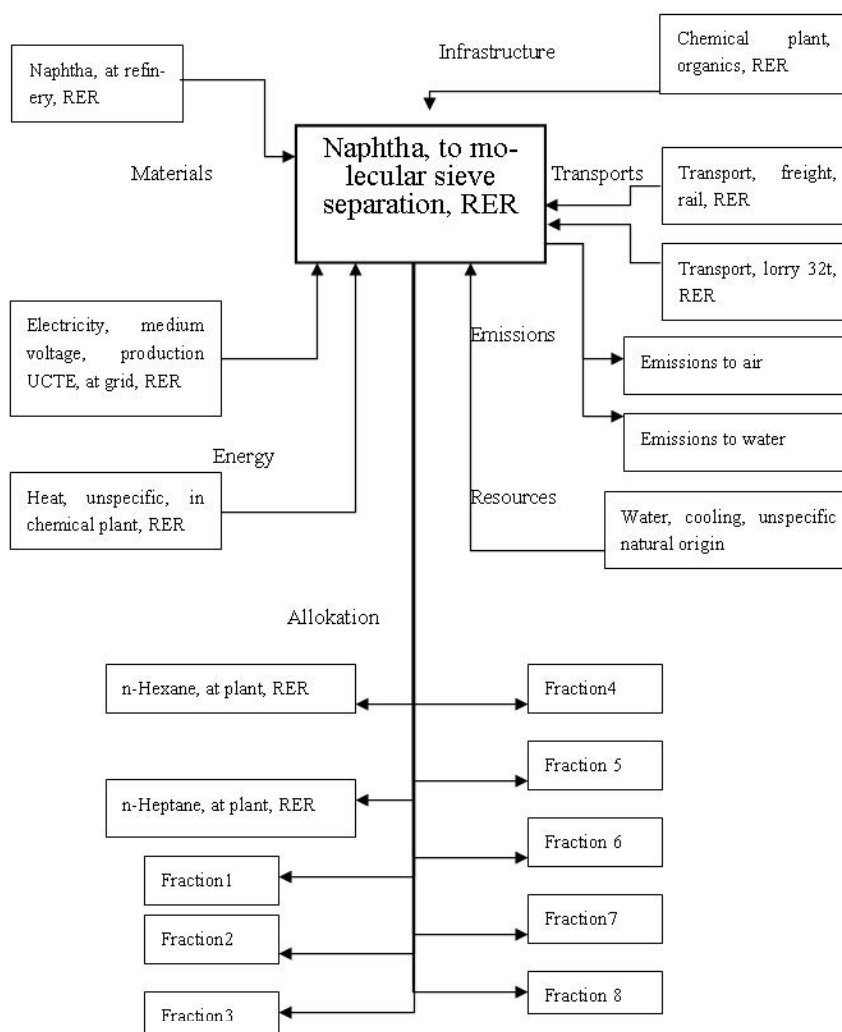 Chemical plant,
organics, RER
Infrastructure
Naphtha, at refin-
ery, RER
Naphtha, to mo-
lecular sieve
separation, RER
Materials
Transports
Transport, freight,
rail, RER
Transport, lorry 32t,
RER
Electricity, medium
voltage, production
UCTE, at grid, RER
Emissions
Emissions to air
Emissions to water
Energy
Heat, unspecific, in
chemical plant, RER
Resources
Water, cooling, unspecific
natural origin
Allokation
n-Hexane, at plant, RER
Fraction4
Fraction 5
n-Heptane, at plant, RER
Fraction 6
Fraction1
Fraction7
Fraction2
Fraction 8
Fraction3